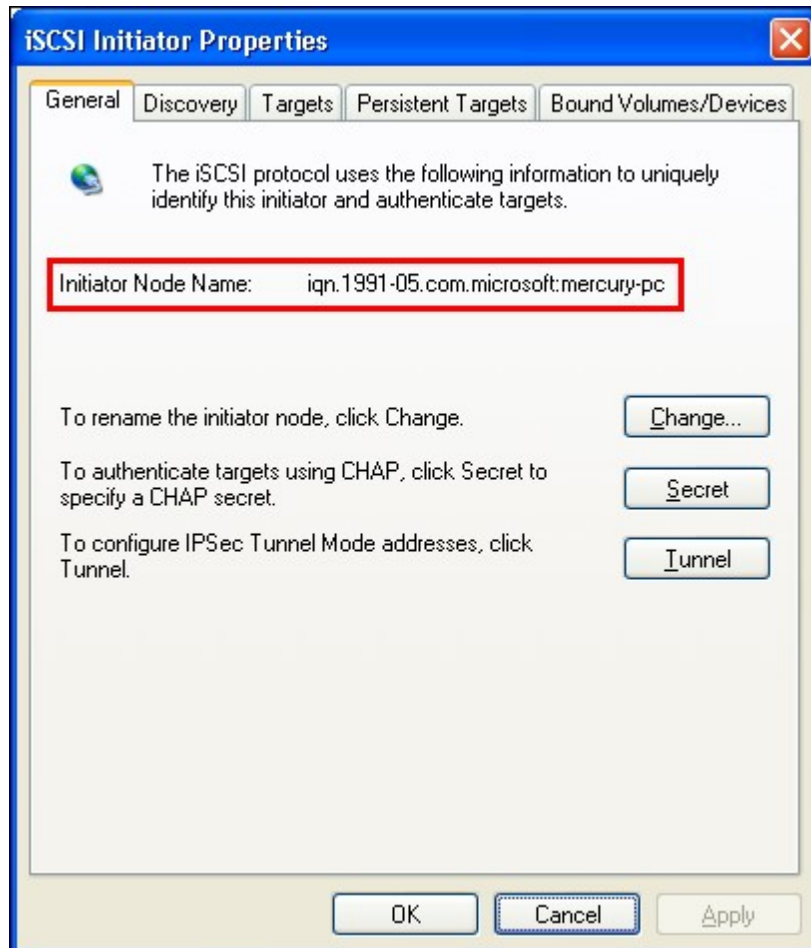 iSCSI Initiator Properties
General Discovery Targets Persistent Targets Bound Volumes/Devices
The iSCSI protocol uses the following information to uniquely
identify this initiator and authenticate targets.
Initiator Node Name: iqn.1991-05.com.microsoft:mercury-pc
To rename the initiator node, click Change.
Change...
To authenticate targets using CHAP, click Secret to
specify a CHAP secret.
Secret
To configure IPSec Tunnel Mode addresses, click
Tunnel.
Tunnel
OK Cancel Apply